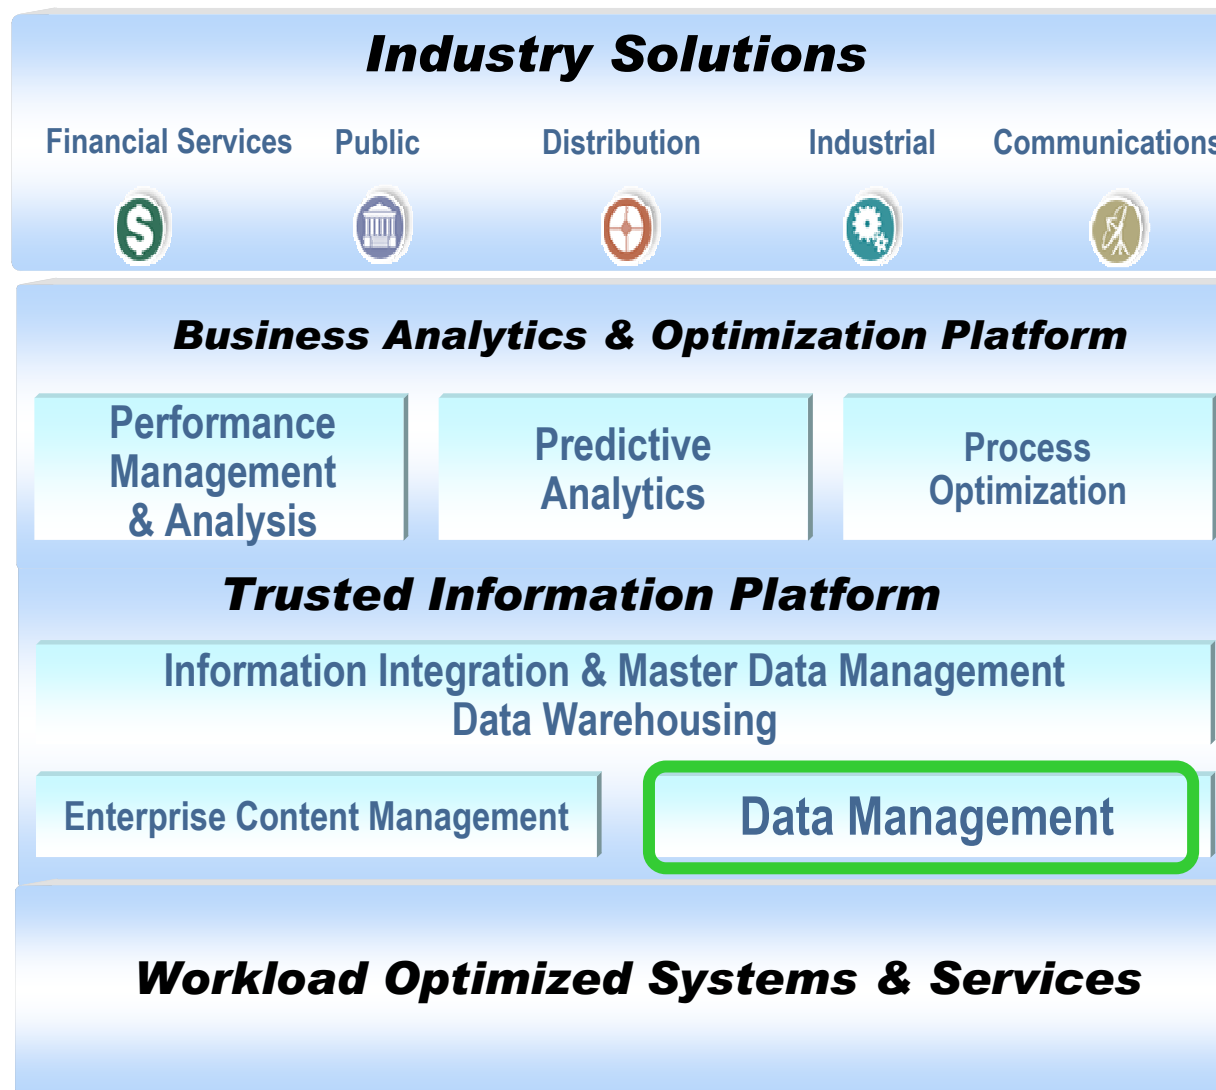 Industry Solutions
Financial Services Public Distribution Industrial Communications
$
Business Analytics & Optimization Platform
Performance
Management
& Analysis
Predictive
Analytics
Process
Optimization
Trusted Information Platform
Information Integration & Master Data Management
Data Warehousing
Enterprise Content Management
Data Management
Workload Optimized Systems & Services